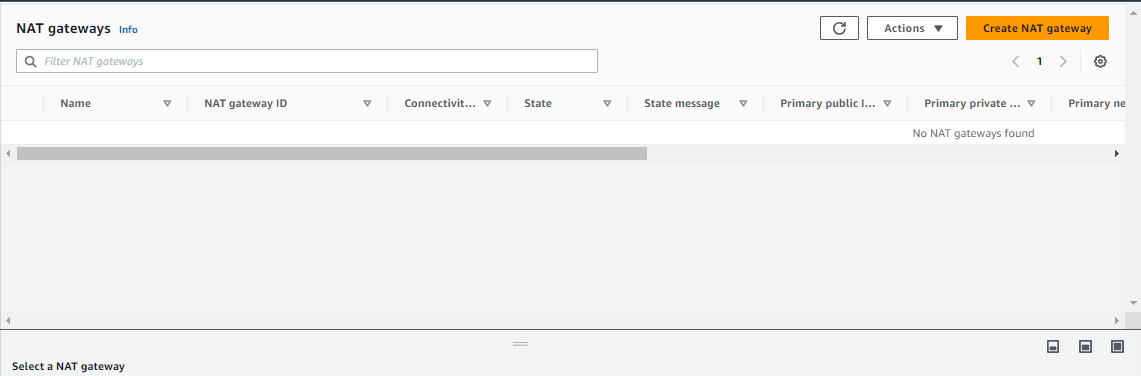 NAT gateways Info
Actions
Create NAT gateway
Filter NAT gateways
1
Name NAT gateway ID Connectivit... State State message Primary public I... Primary private ... Primary ne
No NAT gateways found
Select a NAT gateway